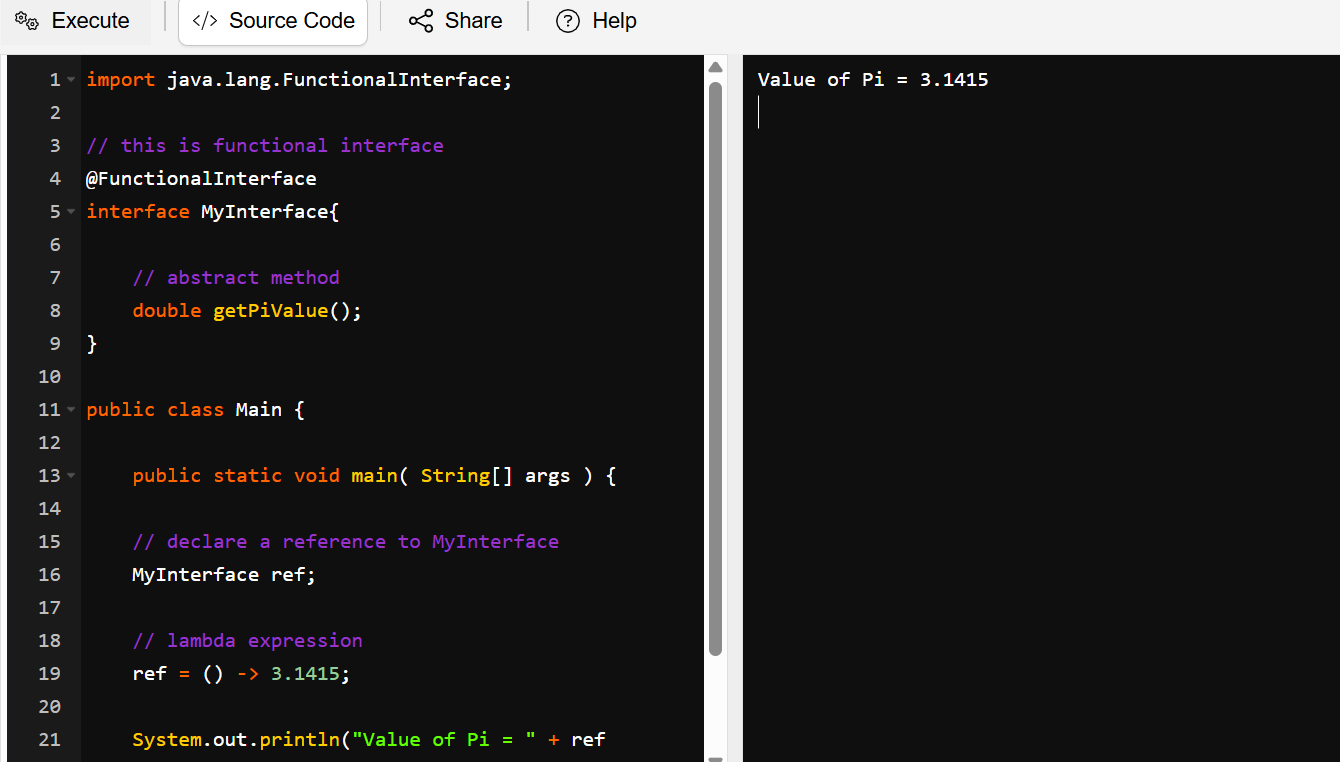 Execute
Source Code
Share
Help
1 import java.lang.FunctionalInterface;
2
3 // this is functional interface
4 @FunctionalInterface
5 interface MyInterface{
6
7     // abstract method
8     double getPiValue();
9 }
10
11 public class Main {
12
13     public static void main( String[] args ) {
14
15     // declare a reference to MyInterface
16     MyInterface ref;
17
18     // lambda expression
19     ref = () -> 3.1415;
20
21     System.out.println("Value of Pi = " + ref
Value of Pi = 3.1415